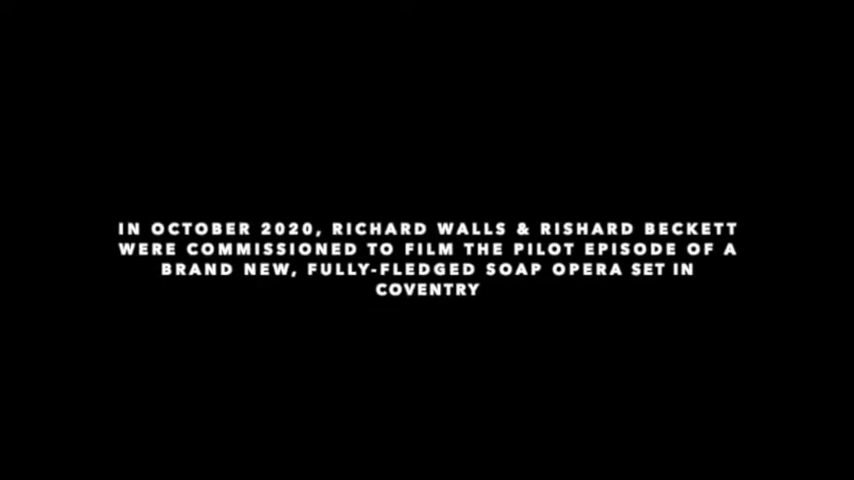 IN OCTOBER 2020, RICHARD WALLS & RISHARD BECKETT
WERE COMMISSIONED TO FILM THE PILOT EPISODE OF A
BRAND NEW, FULLY-FLEDGED SOAP OPERA SET IN
COVENTRY